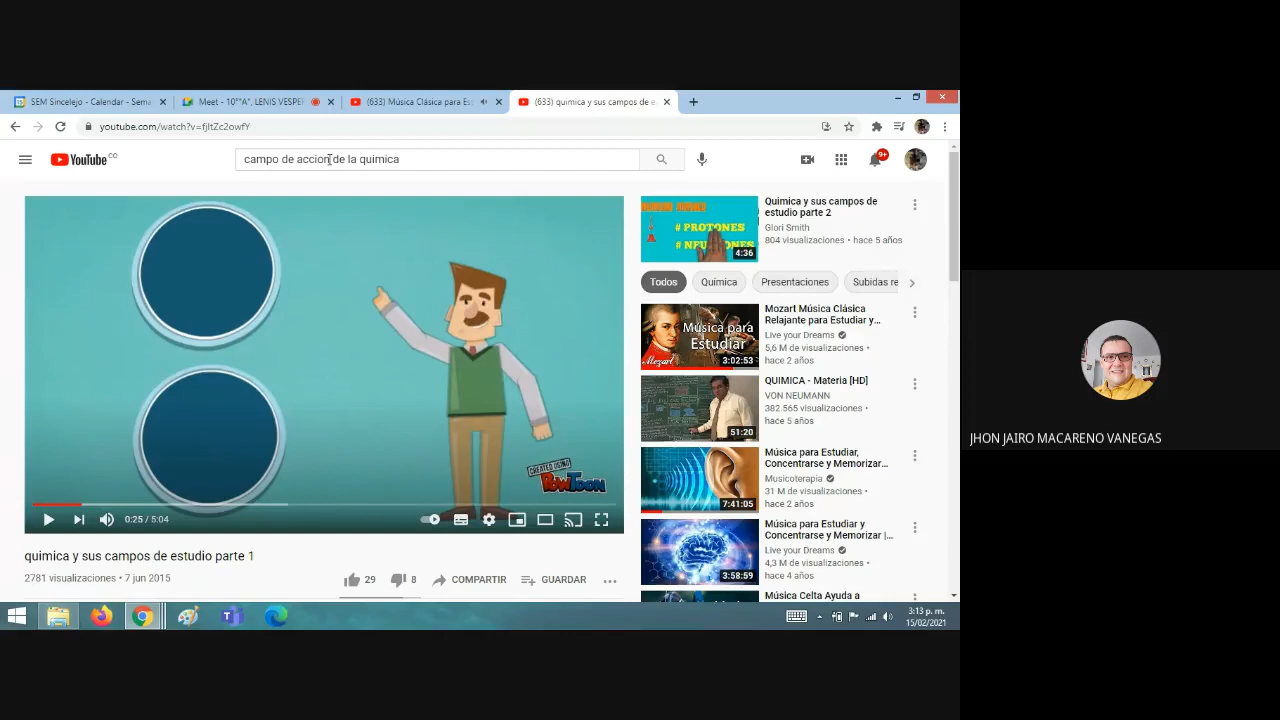 SEM Sincelejo - Calendar - Sema
Meet - 10°"A", LENIS VESPER
(633) Música Clásica para Es
(633) quimica y sus campos de e
youtube.com/watch?v=fjltZc2owfY
YouTube CO
campo de accion de la quimica
9+
CREATED USING
POWTOON
0:25 / 5:04
quimica y sus campos de estudio parte 1
2781 visualizaciones • 7 jun 2015
29
8
COMPARTIR
GUARDAR
# PROTONES
4:36
Quimica y sus campos de
estudio parte 2
Glori Smith
804 visualizaciones • hace 5 años
Todos
Química
Presentaciones
Subidas re
Música para
Estudiar
Mozart
3:02:53
Mozart Música Clásica
Relajante para Estudiar y...
Live your Dreams
5,6 M de visualizaciones •
hace 2 años
51:20
QUIMICA - Materia [HD]
VON NEUMANN
382.565 visualizaciones •
hace 5 años
7:41:05
Música para Estudiar,
Concentrarse y Memorizar...
Musicoterapia
31 M de visualizaciones •
hace 2 años
3:58:59
Música para Estudiar y
Concentrarse y Memorizar |...
Live your Dreams
4,3 M de visualizaciones •
hace 4 años
Música Celta Ayuda a
3:13 p. m.
15/02/2021
JHON JAIRO MACARENO VANEGAS